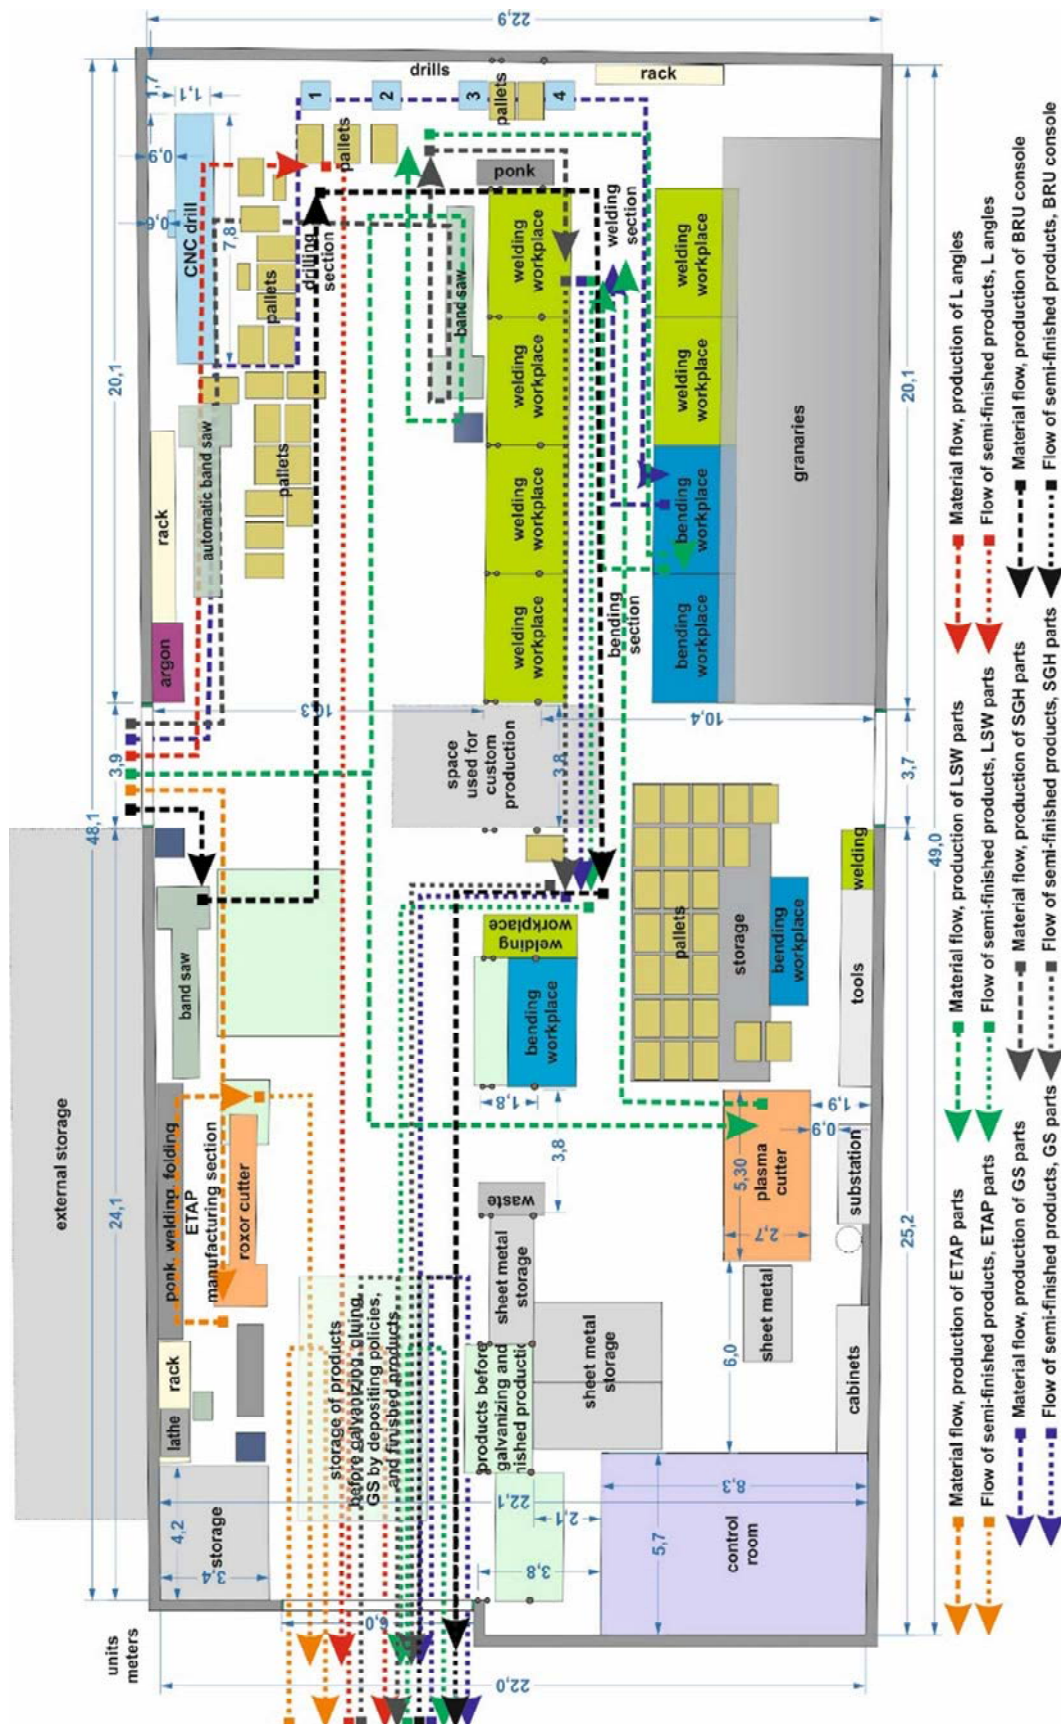 22,9
drills
rack
1
2
3
4
pallets
1,7
1,1
0,9
0,6
CNC drill
7,8
pallets
pallets
drilling
section
ponk
band saw
welding
workplace
welding
workplace
welding
workplace
welding
workplace
welding
section
welding
workplace
welding
workplace
bending
workplace
bending
workplace
bending
section
granaries
20,1
20,1
rack
automatic band saw
pallets
argon
10,3
10,4
3,9
3,7
3,8
space
used for
custom
production
48,1
49,0
external storage
24,1
25,2
band saw
welding
workplace
bending
workplace
1,8
3,8
pallets
storage
bending
workplace
welding
tools
1,9
0,9
substation
ponk, welding, folding
ETAP
manufacturing section
roxor cutter
waste
sheet metal
storage
sheet metal
storage
5,30
2,7
plasma
cutter
sheet metal
6,0
cabinets
rack
lathe
storage of products
before galvanizing, gluing,
GS by depositing policies,
and finished products
products before
galvanizing and
nished productio
storage
4,2
3,4
22,1
2,1
3,8
8,3
5,7
control
room
6,0
22,0
units
meters
Material flow, production of ETAP parts
Flow of semi-finished products, ETAP parts
Material flow, production of GS parts
Flow of semi-finished products, GS parts
Material flow, production of LSW parts
Flow of semi-finished products, LSW parts
Material flow, production of SGH parts
Flow of semi-finished products, SGH parts
Material flow, production of L angles
Flow of semi-finished products, L angles
Material flow, production of BRU console
Flow of semi-finished products, BRU console